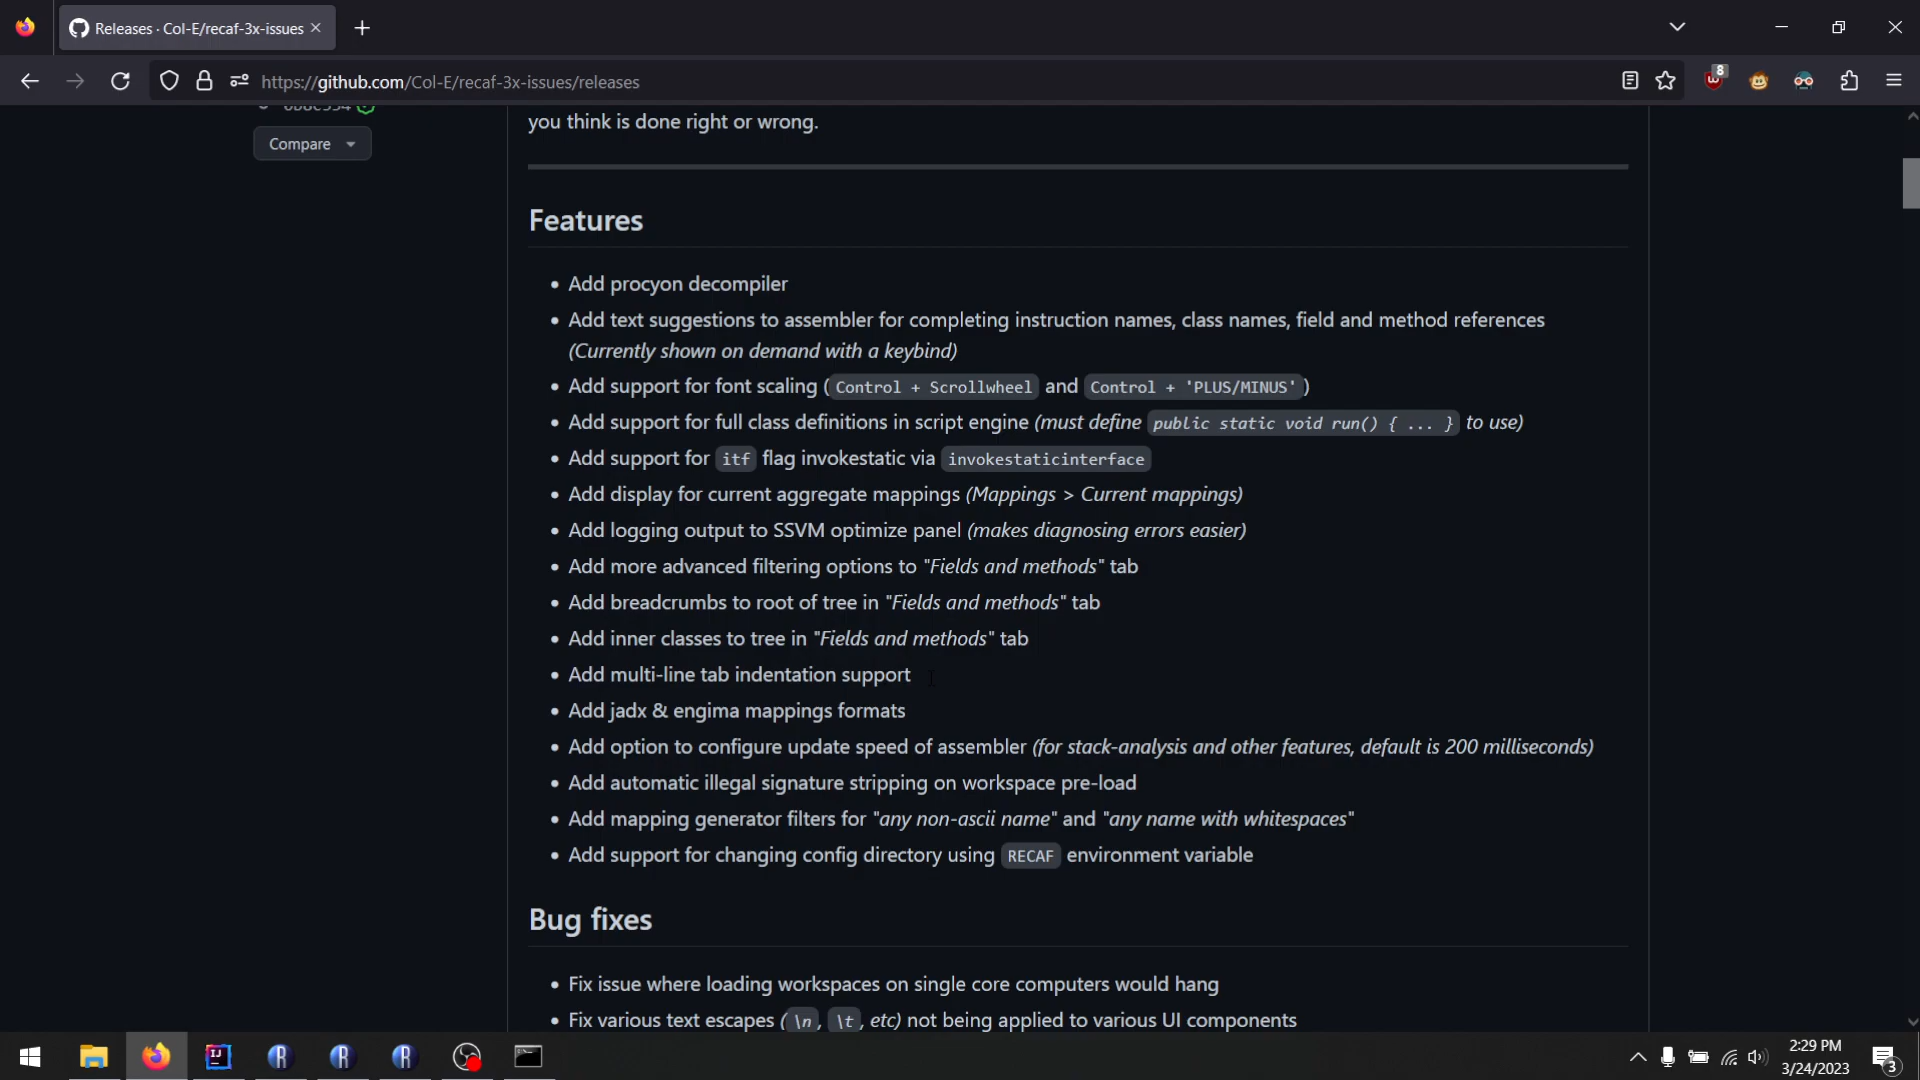 Releases · Col-E/recaf-3x-issues
8
https://github.com/Col-E/recaf-3x-issues/releases
you think is done right or wrong.
Compare
Features
• Add procyon decompiler
• Add text suggestions to assembler for completing instruction names, class names, field and method references
(Currently shown on demand with a keybind)
• Add support for font scaling (Control + Scrollwheel and Control + 'PLUS/MINUS')
• Add support for full class definitions in script engine (must define public static void run() { ... } to use)
• Add support for itf flag invokestatic via invokestaticinterface
• Add display for current aggregate mappings (Mappings > Current mappings)
• Add logging output to SSVM optimize panel (makes diagnosing errors easier)
• Add more advanced filtering options to "Fields and methods" tab
• Add breadcrumbs to root of tree in "Fields and methods" tab
• Add inner classes to tree in "Fields and methods" tab
• Add multi-line tab indentation support
• Add jadx & engima mappings formats
• Add option to configure update speed of assembler (for stack-analysis and other features, default is 200 milliseconds)
• Add automatic illegal signature stripping on workspace pre-load
• Add mapping generator filters for "any non-ascii name" and "any name with whitespaces"
• Add support for changing config directory using RECAF environment variable
Bug fixes
• Fix issue where loading workspaces on single core computers would hang
• Fix various text escapes (\n, \t, etc) not being applied to various UI components
IJ
R
R
R
2:29 PM
3/24/2023
3